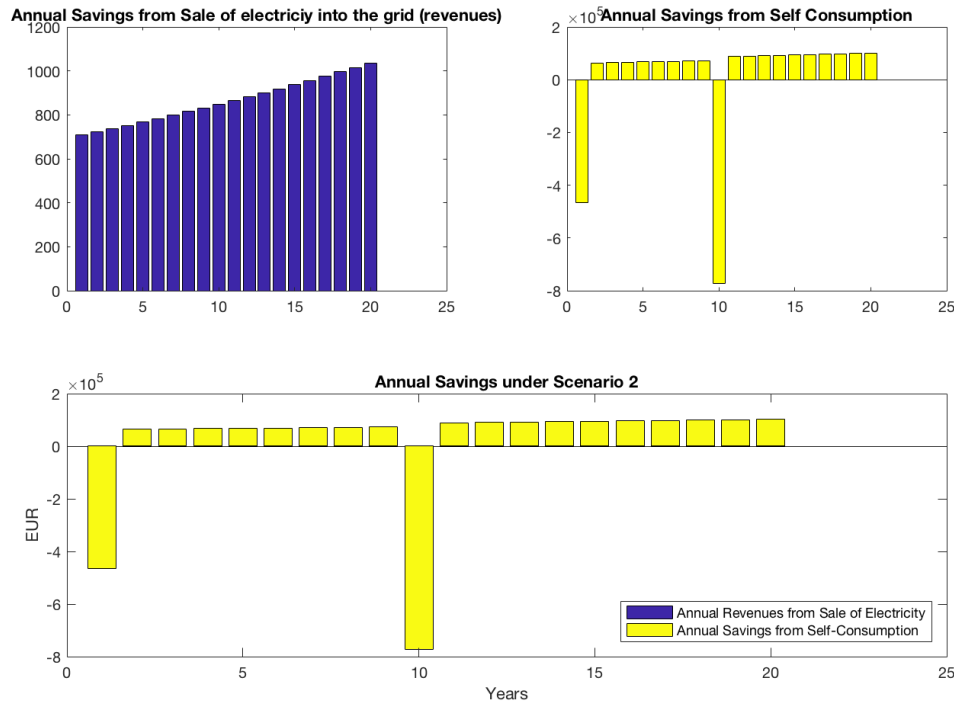 Annual Savings from Sale of electriciy into the grid (revenues)
1200
1000
800
600
400
200
0
0 5 10 15 20 25
×10^5 Annual Savings from Self Consumption
2
0
-2
-4
-6
-8
0 5 10 15 20 25
×10^5
Annual Savings under Scenario 2
2
0
-2
-4
-6
-8
EUR
0 5 10 15 20 25
Years
Annual Revenues from Sale of Electricity
Annual Savings from Self-Consumption